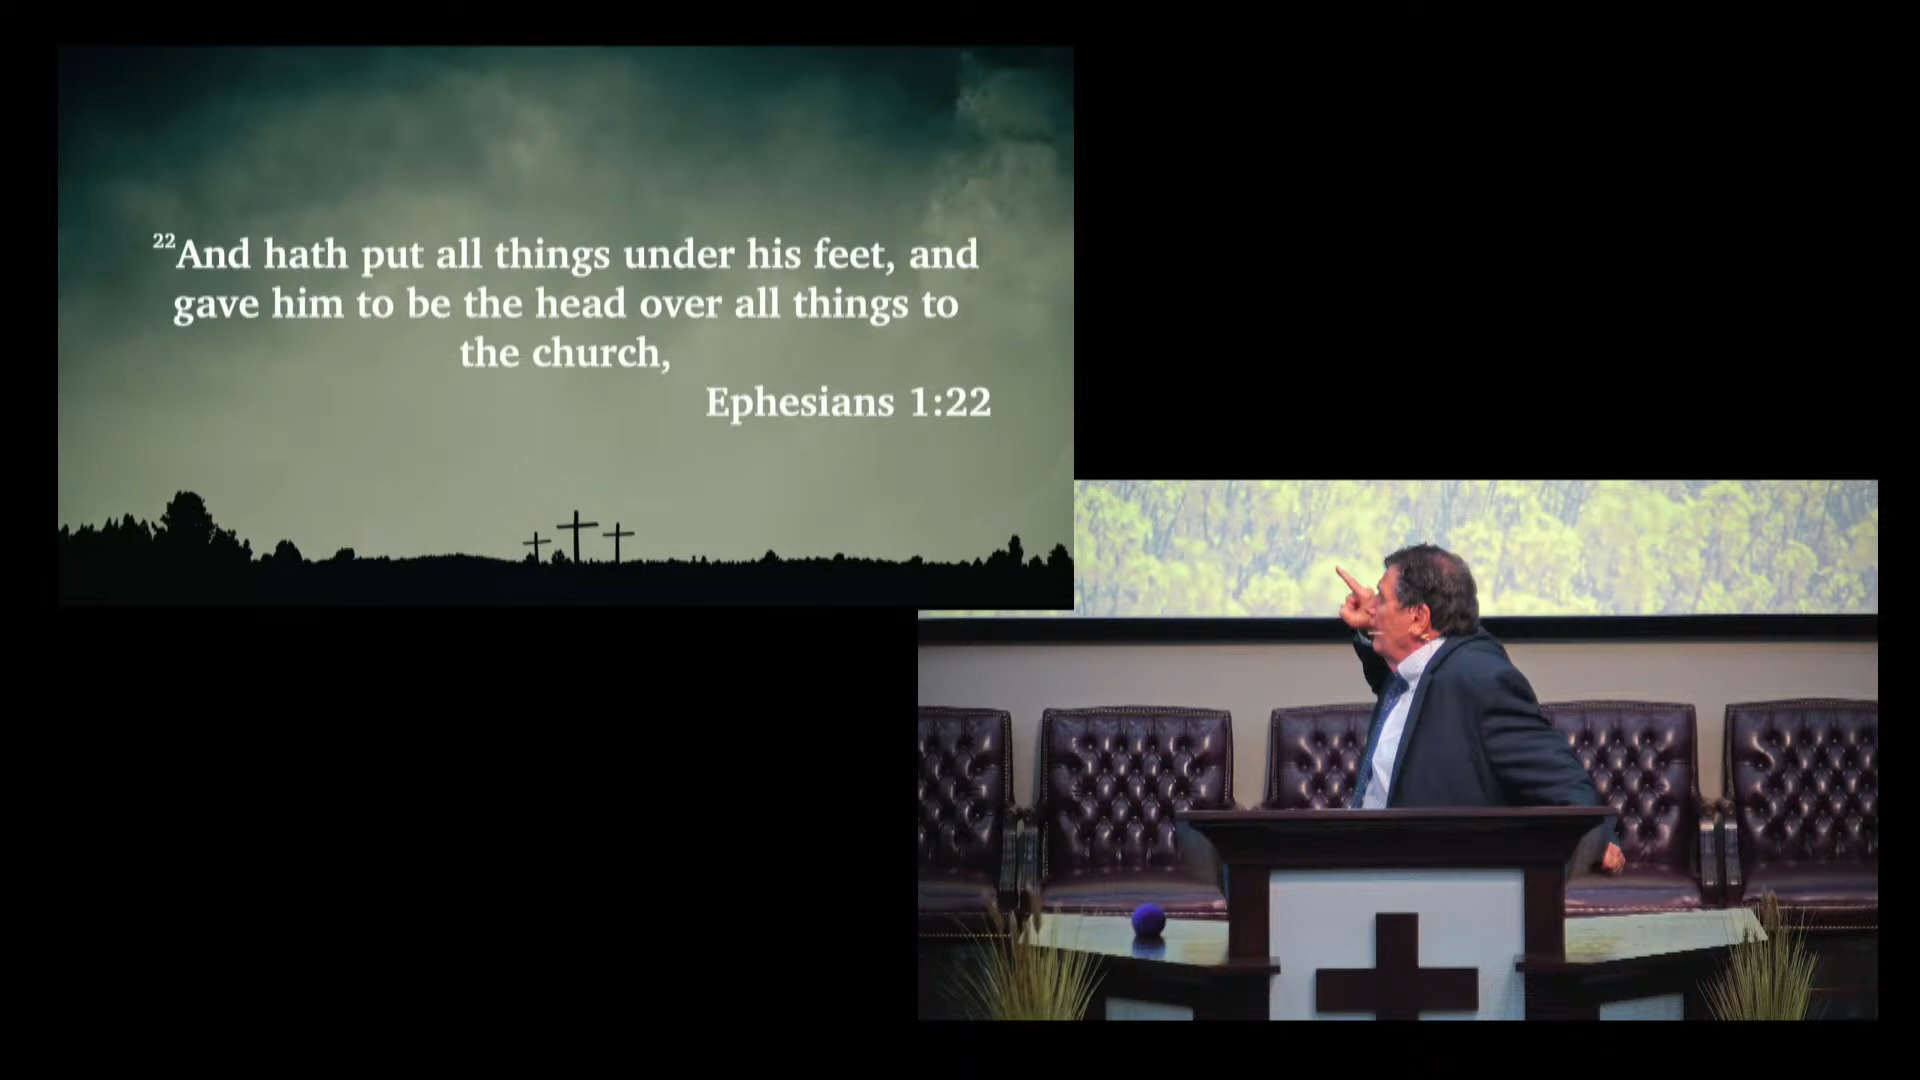 ²²And hath put all things under his feet, and
gave him to be the head over all things to
the church,
Ephesians 1:22